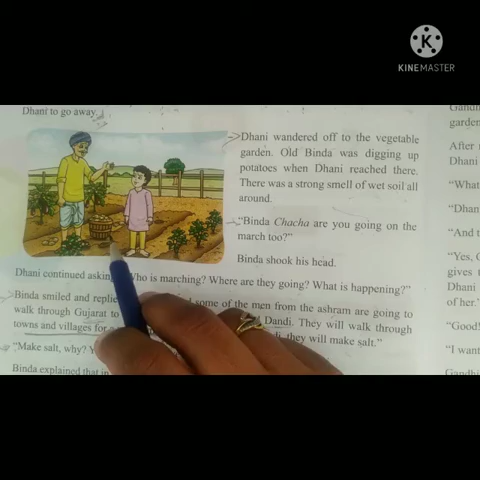 KINEMASTER
Dhani to go away.
Dhani wandered off to the vegetable
garden. Old Binda was digging up
potatoes when Dhani reached there.
There was a strong smell of wet soil all
around.
"Binda Chacha are you going on the
march too?"
Binda shook his head.
Dhani continued asking Who is marching? Where are they going? What is happening?"
Binda smiled and replie some of the men from the ashram are going to
walk through Gujarat to Dandi. They will walk through
towns and villages for a they will make salt."
"Make salt, why?
Binda explained that in
garden
After
Dhani
"What
"Dhan
"And t
"Yes,
gives t
Dhani
of her.
"Good!
"I want
Gandhi